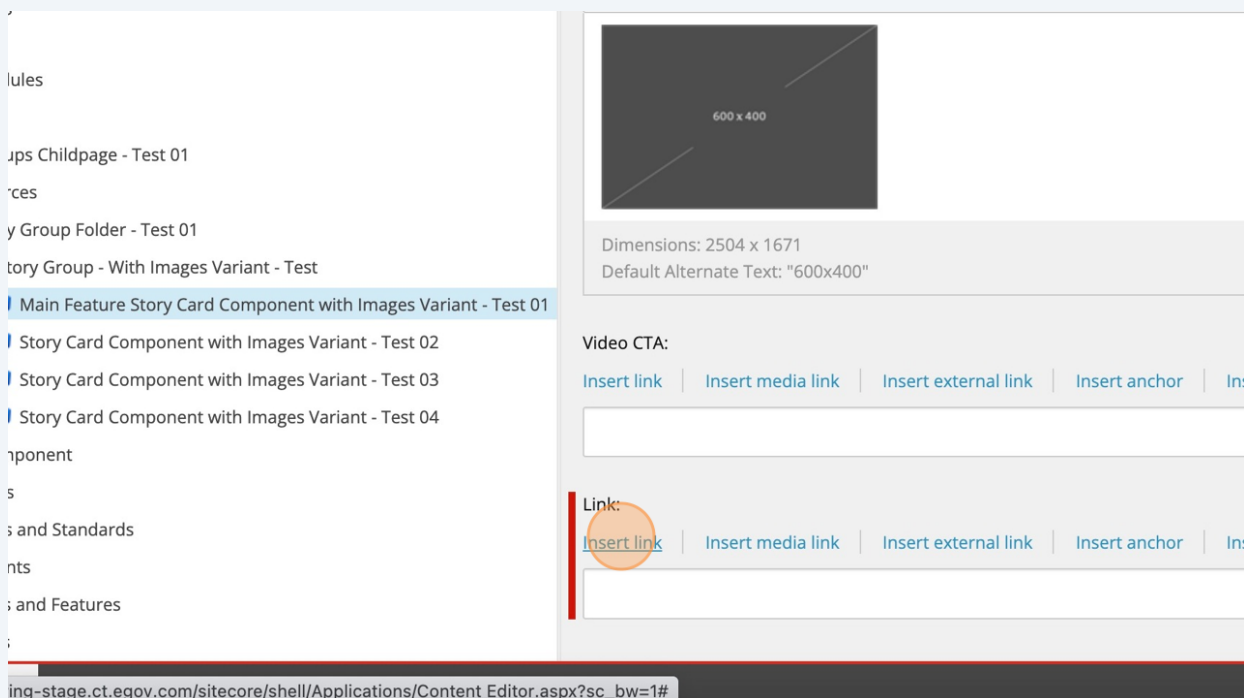 lules
ups Childpage - Test 01
rces
y Group Folder - Test 01
tory Group - With Images Variant - Test
Main Feature Story Card Component with Images Variant - Test 01
Story Card Component with Images Variant - Test 02
Story Card Component with Images Variant - Test 03
Story Card Component with Images Variant - Test 04
nponent
s
s and Standards
nts
s and Features
600 x 400
Dimensions: 2504 x 1671
Default Alternate Text: "600x400"
Video CTA:
Insert link Insert media link Insert external link Insert anchor Ins
Link:
Insert link Insert media link Insert external link Insert anchor Ins
ing-stage.ct.egov.com/sitecore/shell/Applications/Content Editor.aspx?sc_bw=1#